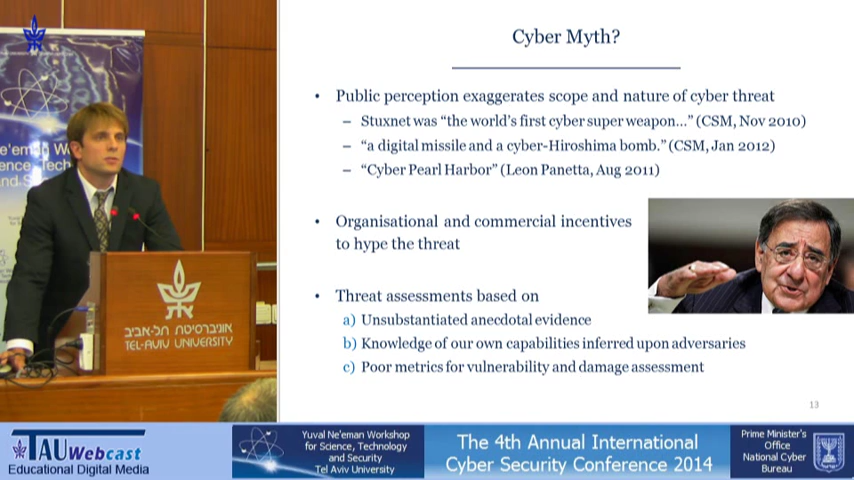 Cyber Myth?
• Public perception exaggerates scope and nature of cyber threat
– Stuxnet was “the world’s first cyber super weapon…” (CSM, Nov 2010)
– “a digital missile and a cyber-Hiroshima bomb.” (CSM, Jan 2012)
– “Cyber Pearl Harbor” (Leon Panetta, Aug 2011)
• Organisational and commercial incentives
to hype the threat
• Threat assessments based on
a) Unsubstantiated anecdotal evidence
b) Knowledge of our own capabilities inferred upon adversaries
c) Poor metrics for vulnerability and damage assessment
13
אוניברסיטת תל-אביב
TEL-AVIV UNIVERSITY
TAU Webcast
Educational Digital Media
Yuval Ne'eman Workshop
for Science, Technology
and Security
Tel Aviv University
The 4th Annual International
Cyber Security Conference 2014
Prime Minister's
Office
National Cyber
Bureau